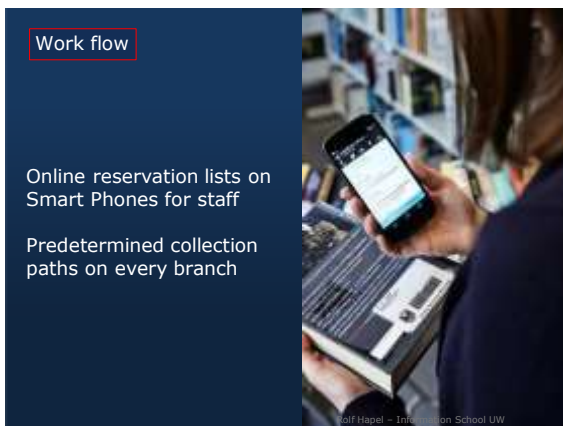 Work flow
Online reservation lists on
Smart Phones for staff
Predetermined collection
paths on every branch
Rolf Hapel – Information School UW